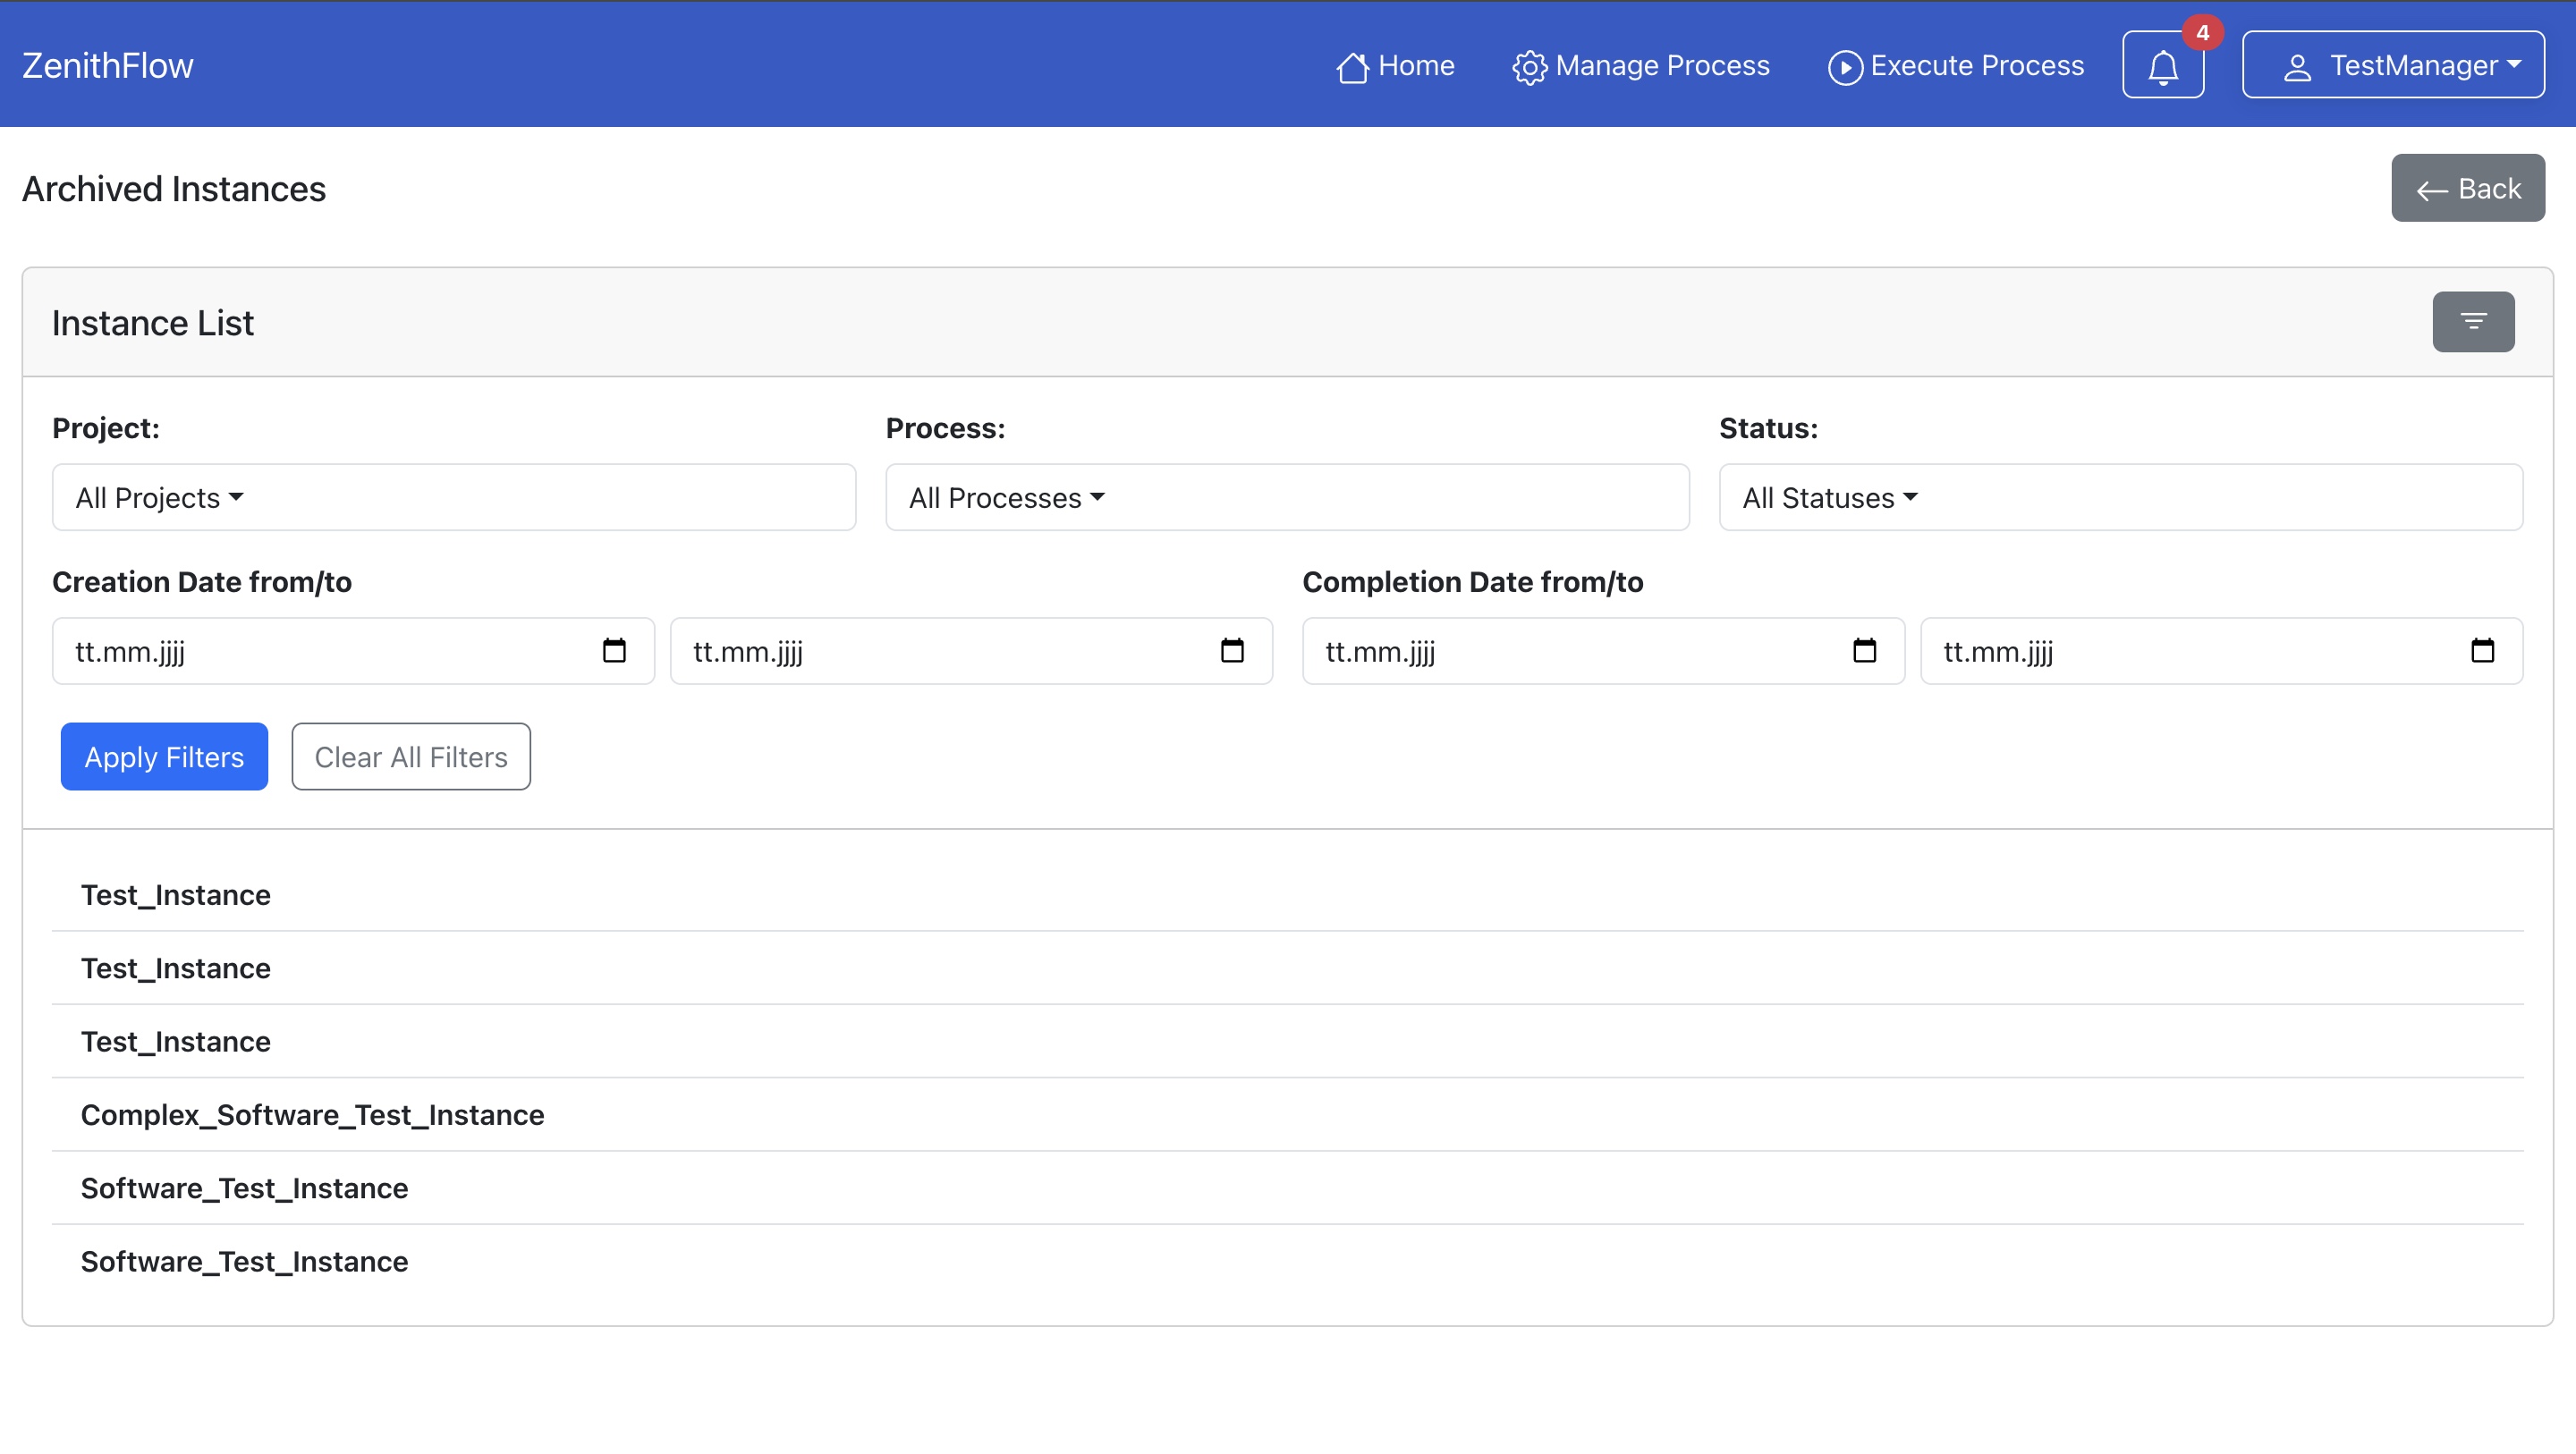 ZenithFlow Home Manage Process Execute Process 4 TestManager
Archived Instances Back
Instance List
Project: Process: Status:
All Projects All Processes All Statuses
Creation Date from/to Completion Date from/to
tt.mm.jjjj tt.mm.jjjj tt.mm.jjjj tt.mm.jjjj
Apply Filters Clear All Filters
Test_Instance
Test_Instance
Test_Instance
Complex_Software_Test_Instance
Software_Test_Instance
Software_Test_Instance